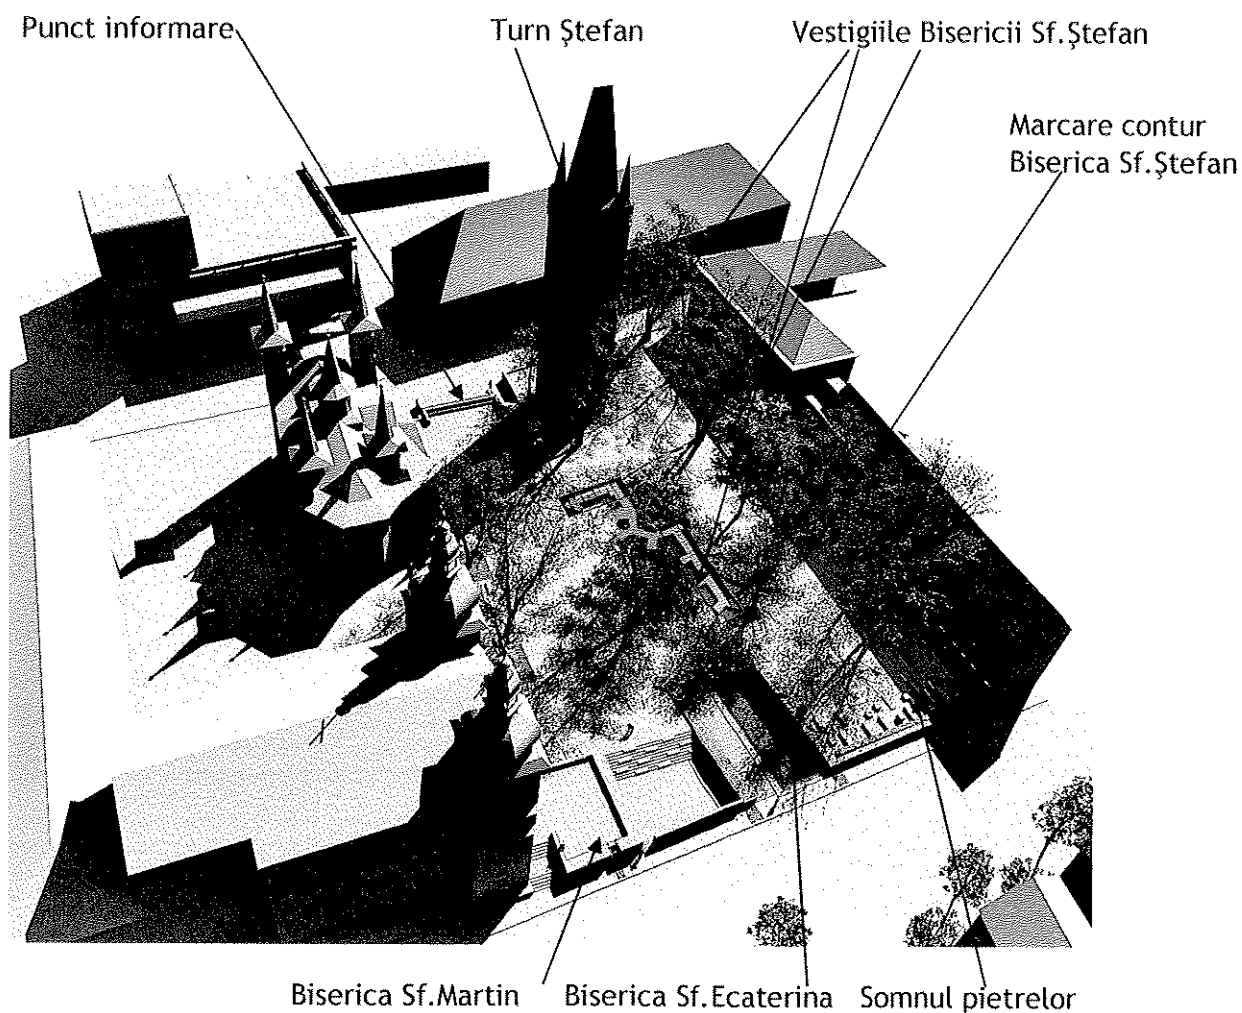 Punct informare
Turn Ştefan
Vestigiile Bisericii Sf.Ştefan
Marcare contur
Biserica Sf.Ştefan
Biserica Sf.Martin
Biserica Sf.Ecaterina
Somnul pietrelor